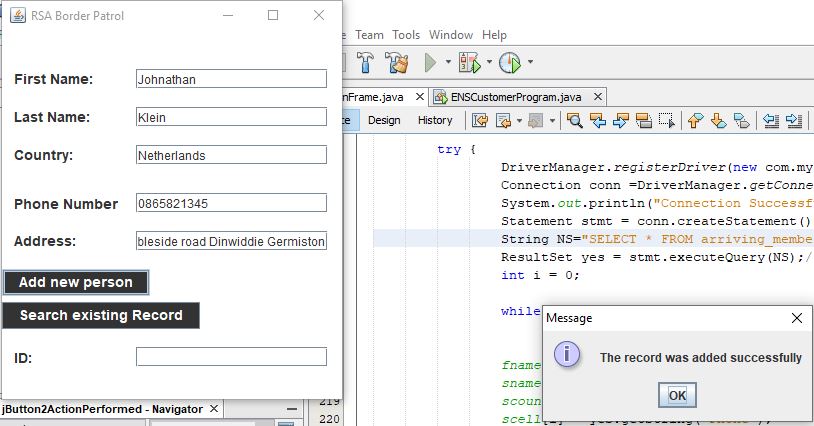 RSA Border Patrol
First Name: Johnathan
Last Name: Klein
Country: Netherlands
Phone Number 0865821345
Address: bleside road Dinwiddie Germiston
Add new person
Search existing Record
ID:
jButton2ActionPerformed - Navigator
Team Tools Window Help
nFrame.java ENSCustomerProgram.java
Design History
try {
DriverManager.registerDriver(new com.my
Connection conn =DriverManager.getConne
System.out.println("Connection Successf
Statement stmt = conn.createStatement()
String NS="SELECT * FROM arriving_membe
ResultSet yes = stmt.executeQuery(NS);/
int i = 0;
while
fname
sname
scoun
219
220
Message
The record was added successfully
OK